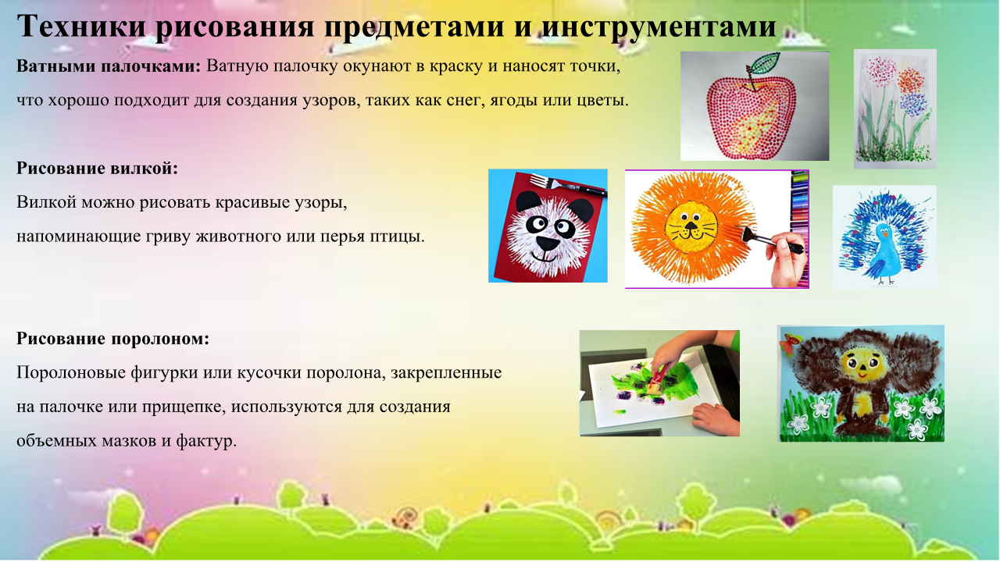 Техники рисования предметами и инструментами
Ватными палочками: Ватную палочку окунают в краску и наносят точки,
что хорошо подходит для создания узоров, таких как снег, ягоды или цветы.
Рисование вилкой:
Вилкой можно рисовать красивые узоры,
напоминающие гриву животного или перья птицы.
Рисование поролоном:
Поролоновые фигурки или кусочки поролона, закрепленные
на палочке или прищепке, используются для создания
объемных мазков и фактур.